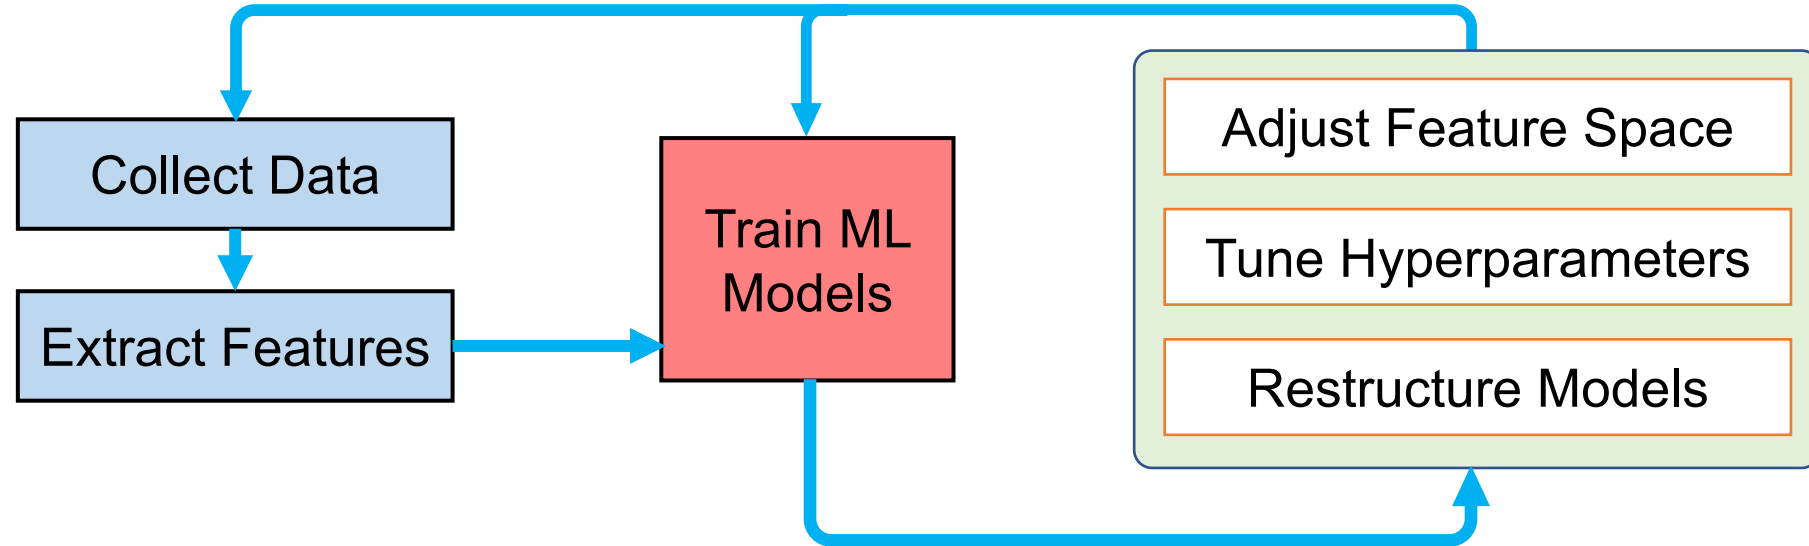 Collect Data
Extract Features
Train ML
Models
Adjust Feature Space
Tune Hyperparameters
Restructure Models